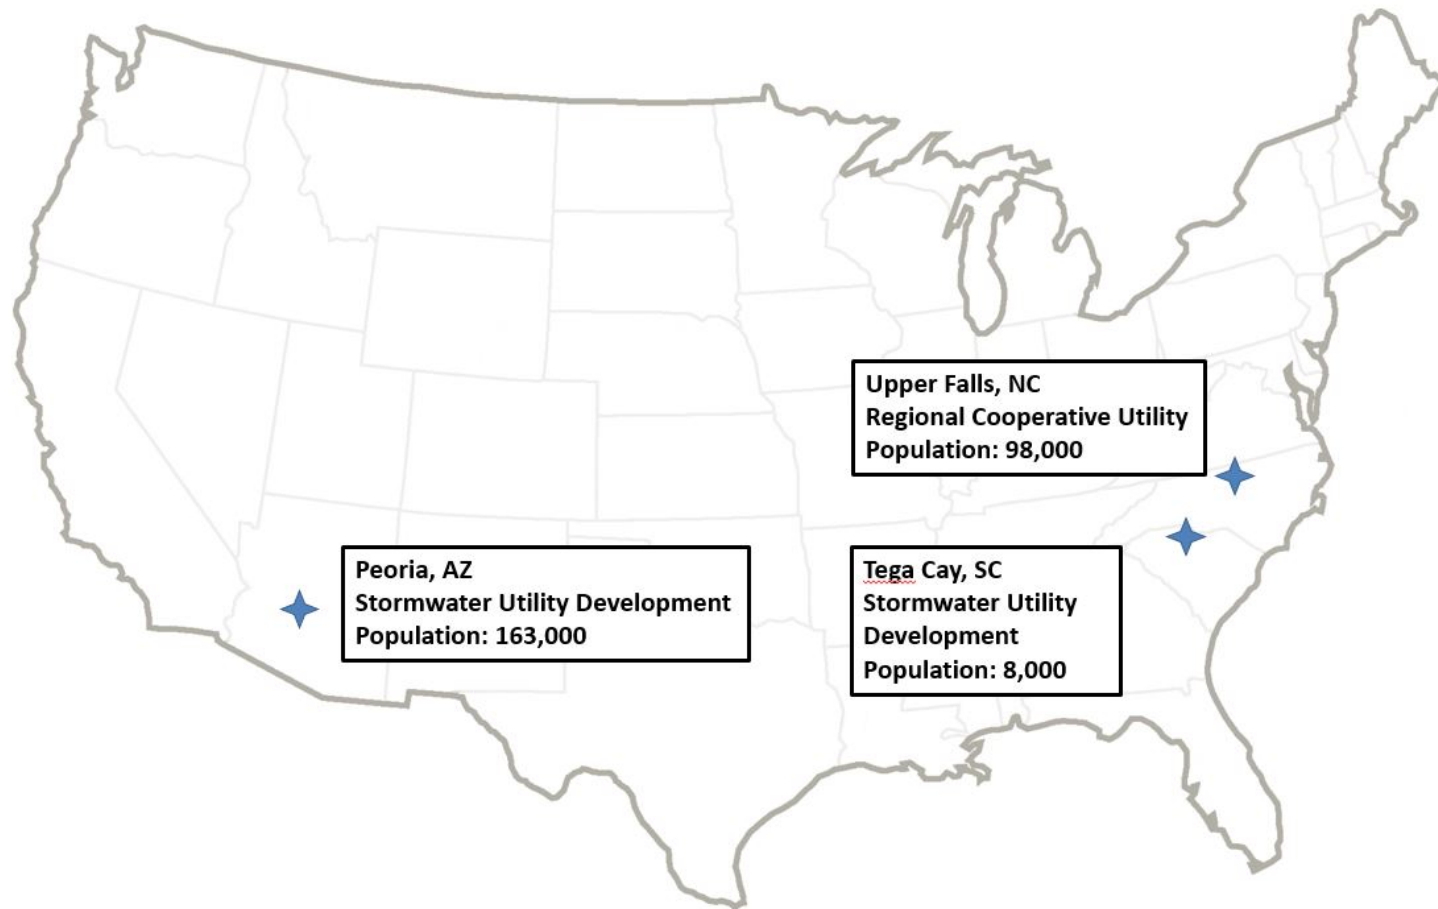 Upper Falls, NC
Regional Cooperative Utility
Population: 98,000
Peoria, AZ
Stormwater Utility Development
Population: 163,000
Tega Cay, SC
Stormwater Utility
Development
Population: 8,000